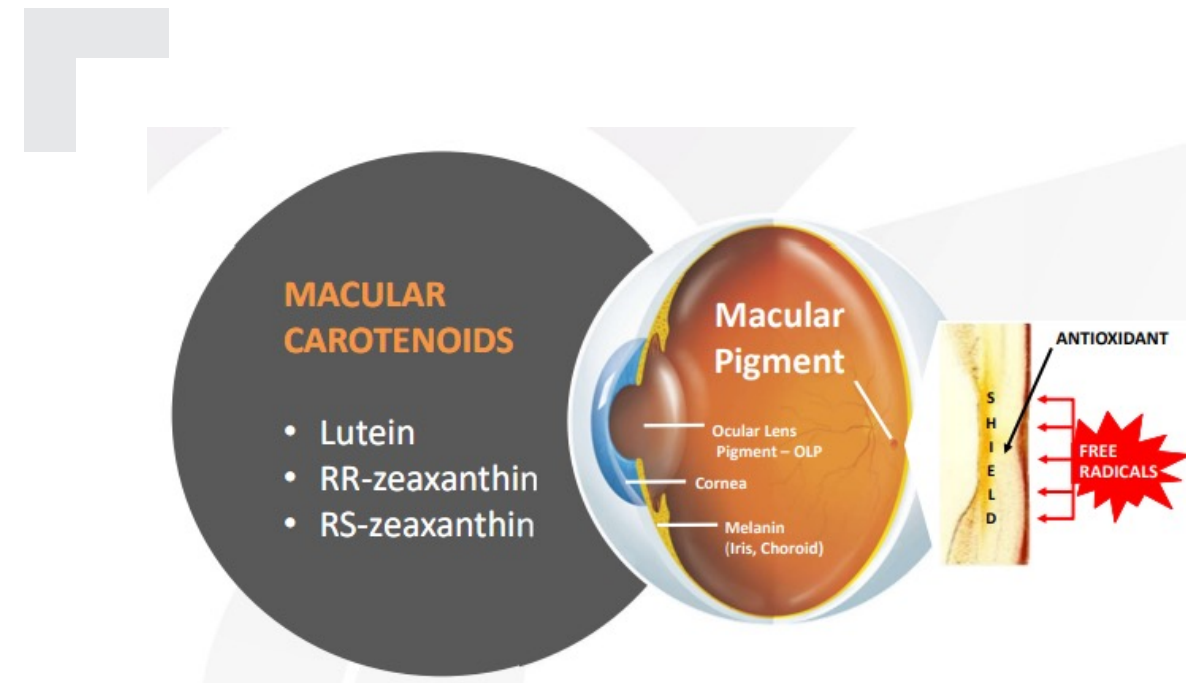 MACULAR
CAROTENOIDS
• Lutein
• RR-zeaxanthin
• RS-zeaxanthin
Macular
Pigment
Ocular Lens
Pigment – OLP
Cornea
Melanin
(Iris, Choroid)
ANTIOXIDANT
S
H
I
E
L
D
FREE
RADICALS